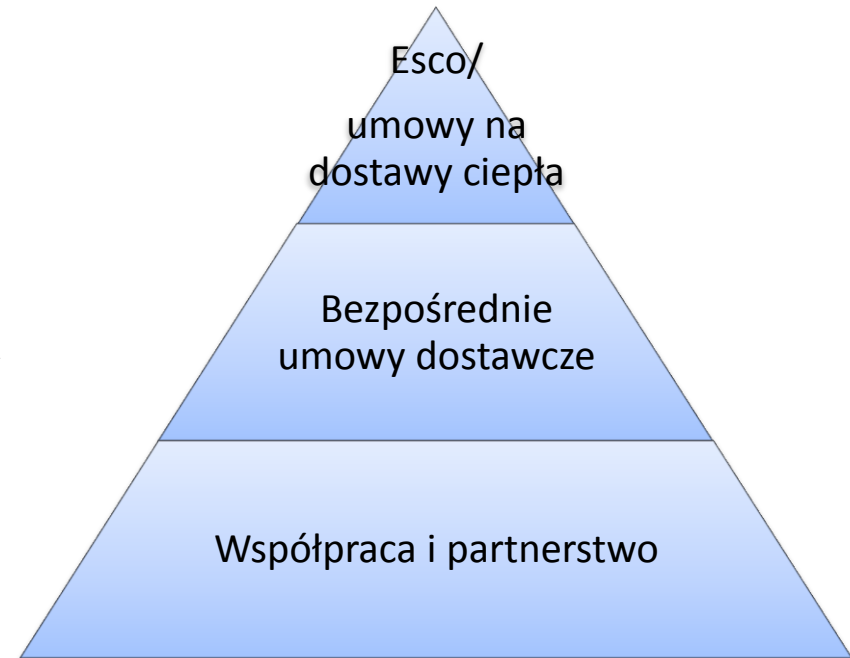 Esco/
umowy na
dostawy ciepła
Bezpośrednie
umowy dostawcze
Współpraca i partnerstwo